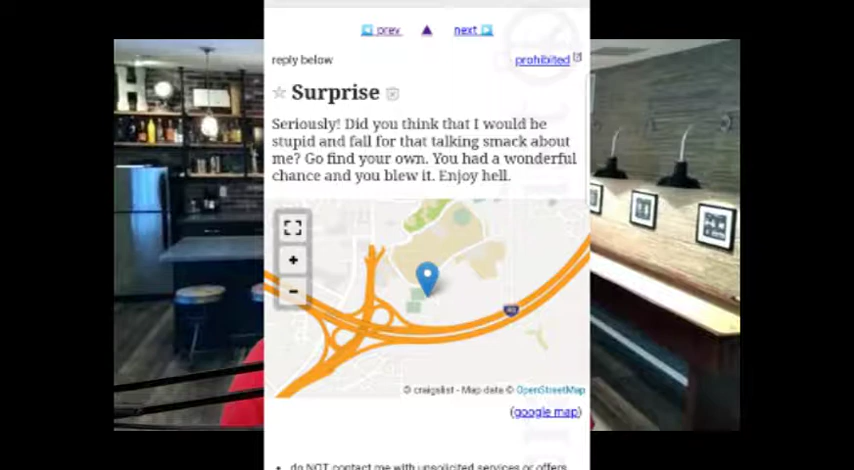 prev next
reply below prohibited
Surprise
Seriously! Did you think that I would be
stupid and fall for that talking smack about
me? Go find your own. You had a wonderful
chance and you blew it. Enjoy hell.
+
-
40
© craigslist - Map data © OpenStreetMap
(google map)
do NOT contact me with unsolicited services or offers